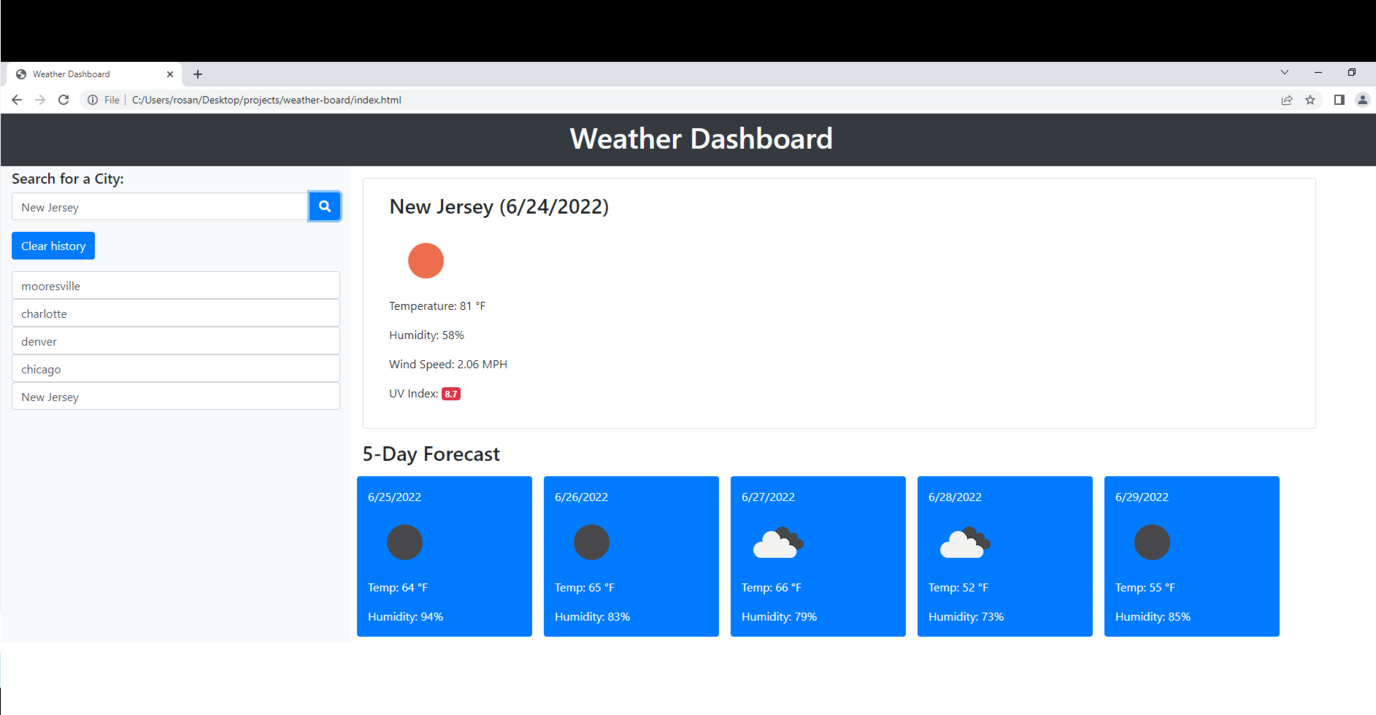 Weather Dashboard
File C:/Users/rosan/Desktop/projects/weather-board/index.html
Weather Dashboard
Search for a City:
New Jersey
Clear history
mooresville
charlotte
denver
chicago
New Jersey
New Jersey (6/24/2022)
Temperature: 81 °F
Humidity: 58%
Wind Speed: 2.06 MPH
UV Index: 8.7
5-Day Forecast
6/25/2022
Temp: 64 °F
Humidity: 94%
6/26/2022
Temp: 65 °F
Humidity: 83%
6/27/2022
Temp: 66 °F
Humidity: 79%
6/28/2022
Temp: 52 °F
Humidity: 73%
6/29/2022
Temp: 55 °F
Humidity: 85%